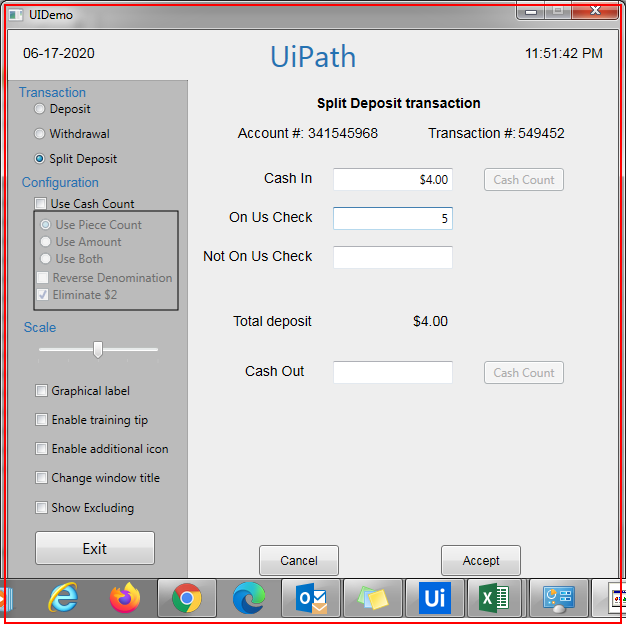 UIDemo
06-17-2020
UiPath
11:51:42 PM
Transaction
Deposit
Withdrawal
Split Deposit
Configuration
Use Cash Count
Use Piece Count
Use Amount
Use Both
Reverse Denomination
Eliminate $2
Scale
Graphical label
Enable training tip
Enable additional icon
Change window title
Show Excluding
Exit
Split Deposit transaction
Account #: 341545968 Transaction #: 549452
Cash In $4.00 Cash Count
On Us Check 5
Not On Us Check
Total deposit $4.00
Cash Out Cash Count
Cancel Accept
Ui